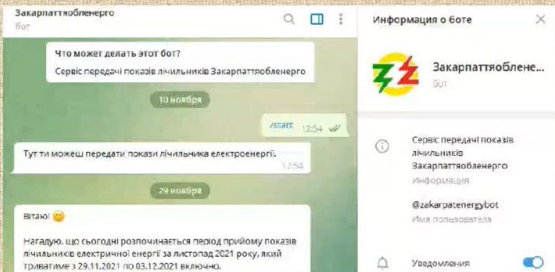 Закарпаттяобленерго
бот
Что может делать этот бот?
Сервіс передачі показів лічильників Закарпаттяобленерго
10 ноября
/start 12:54
Тут ти можеш передати покази лічильника електроенергії.
12:54
29 ноября
Вітаю!
Нагадую, що сьогодні розпочинається період прийому показів
лічильників електричної енергії за листопад 2021 року, який
триватиме з 29.11.2021 по 03.12.2021 включно.
Информация о боте
Закарпаттяоблене...
бот
Сервіс передачі показів
лічильників
Закарпаттяобленерго
Информация
@zakarpatenergybot
Имя пользователя
Уведомления